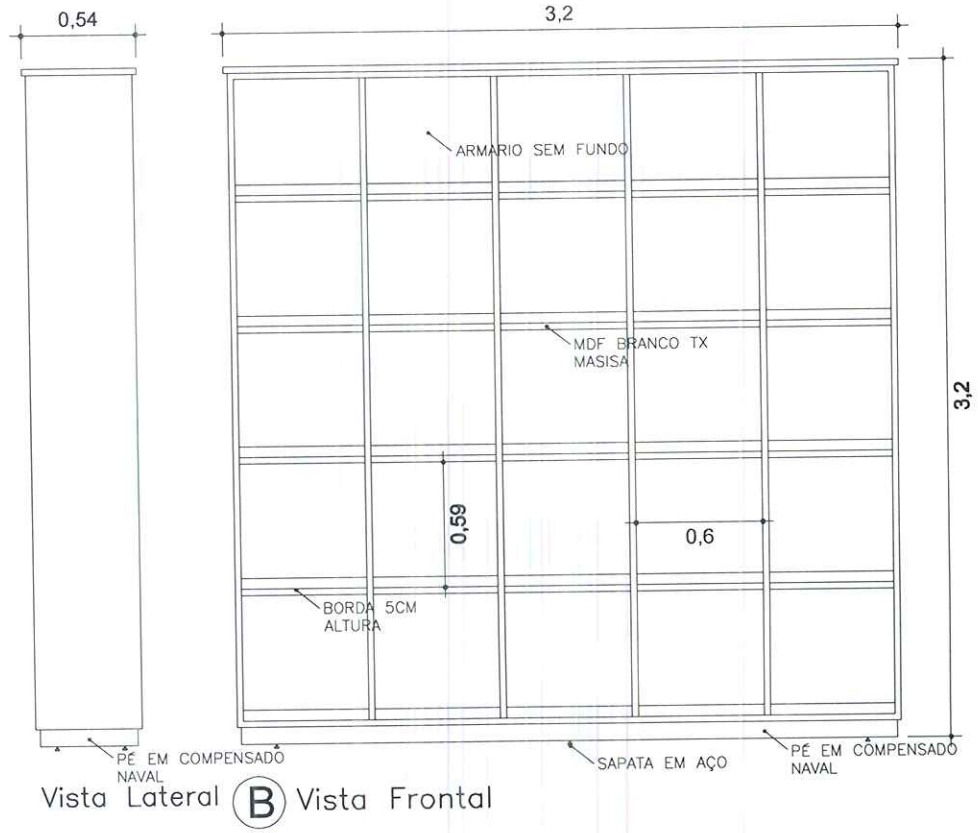 0,54
3,2
ARMARIO SEM FUNDO
MDF BRANCO TX
MASISA
3,2
0,59
0,6
BORDA 5CM
ALTURA
PÉ EM COMPENSADO
NAVAL
SAPATA EM AÇO
PÉ EM COMPENSADO
NAVAL
Vista Lateral B Vista Frontal